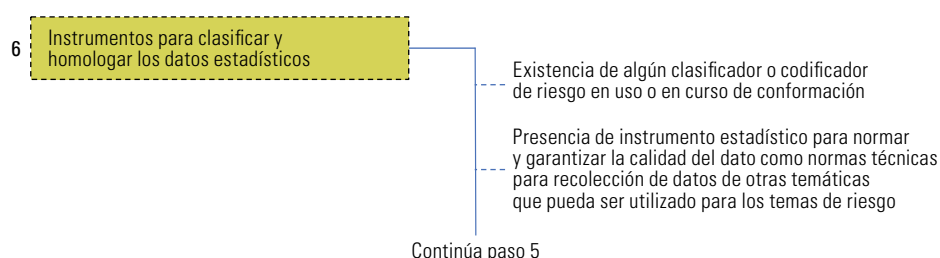 6
Instrumentos para clasificar y
homologar los datos estadísticos
Existencia de algún clasificador o codificador
de riesgo en uso o en curso de conformación
Presencia de instrumento estadístico para normar
y garantizar la calidad del dato como normas técnicas
para recolección de datos de otras temáticas
que pueda ser utilizado para los temas de riesgo
Continúa paso 5